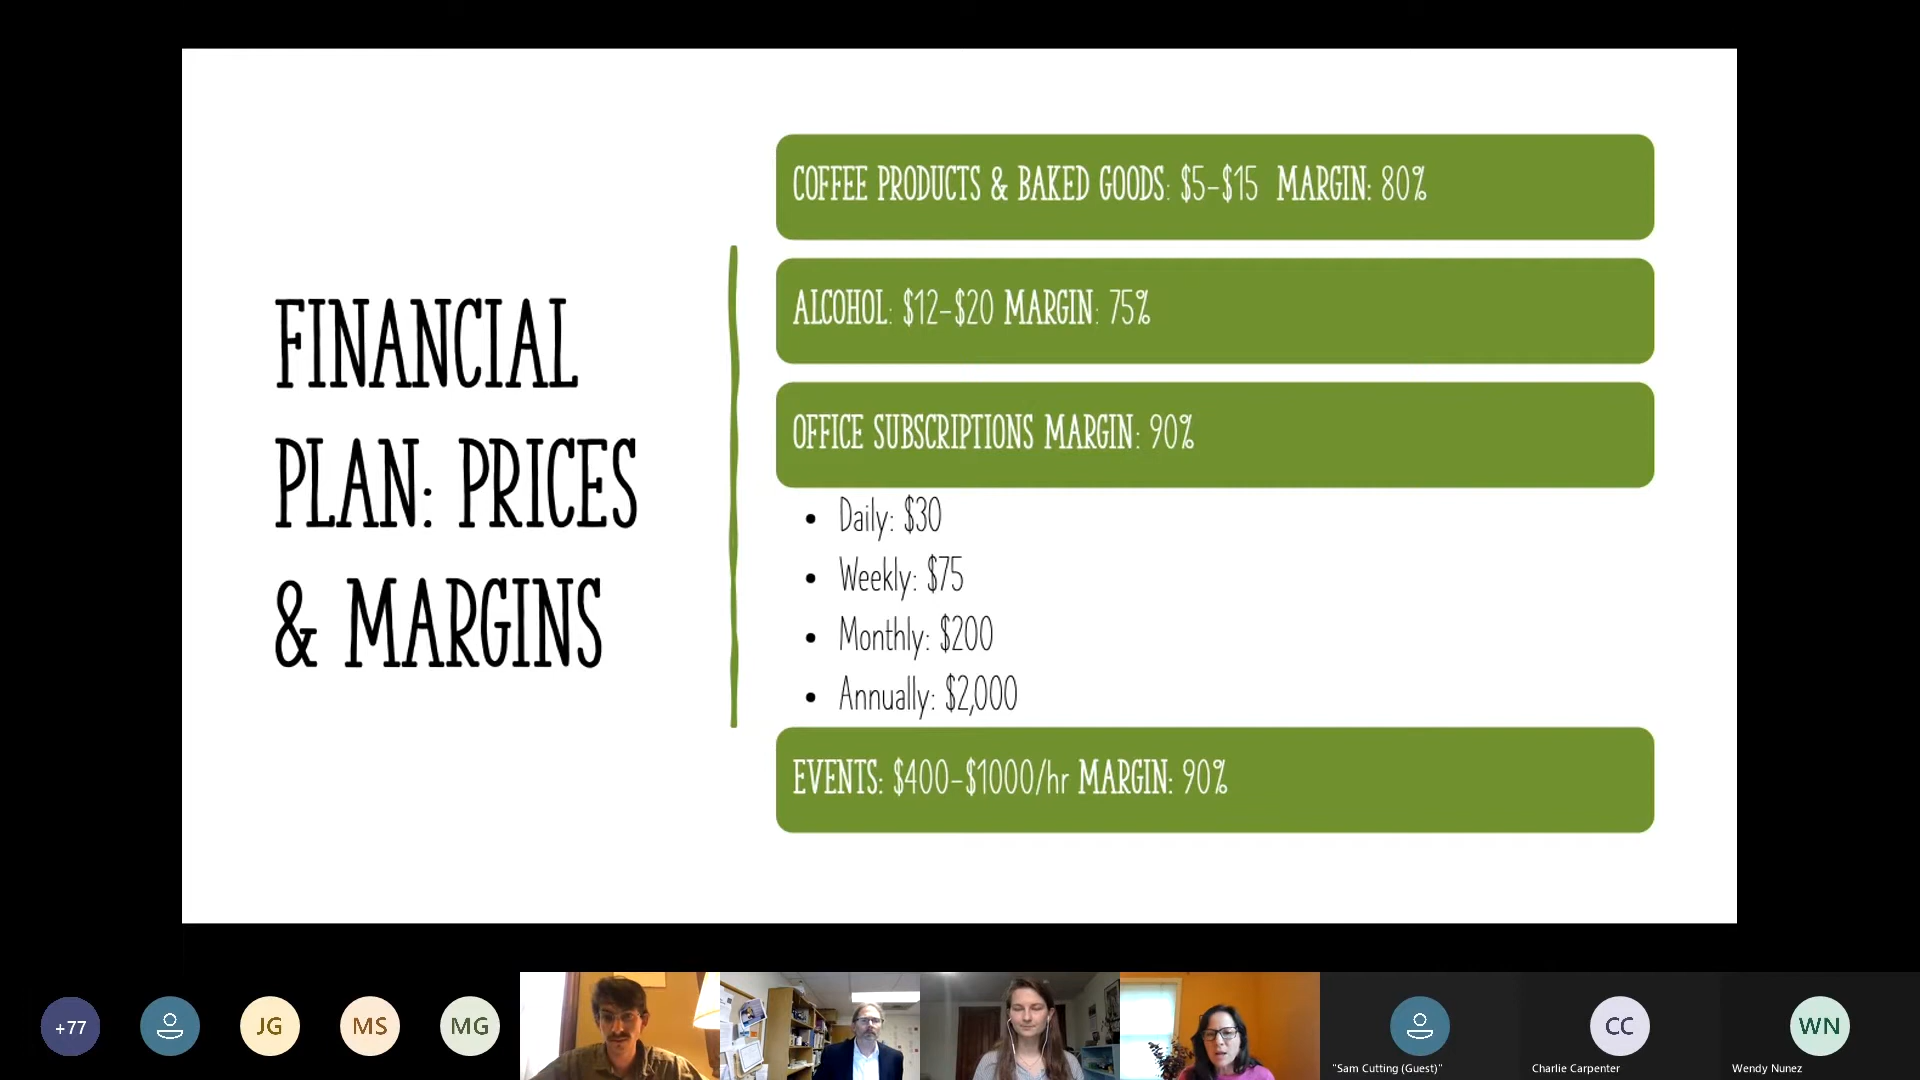 FINANCIAL
PLAN: PRICES
& MARGINS
COFFEE PRODUCTS & BAKED GOODS: $5-$15 MARGIN: 80%
ALCOHOL: $12-$20 MARGIN: 75%
OFFICE SUBSCRIPTIONS MARGIN: 90%
• Daily: $30
• Weekly: $75
• Monthly: $200
• Annually: $2,000
EVENTS: $400-$1000/hr MARGIN: 90%
+77
JG
MS
MG
"Sam Cutting (Guest)"
CC
Charlie Carpenter
WN
Wendy Nunez